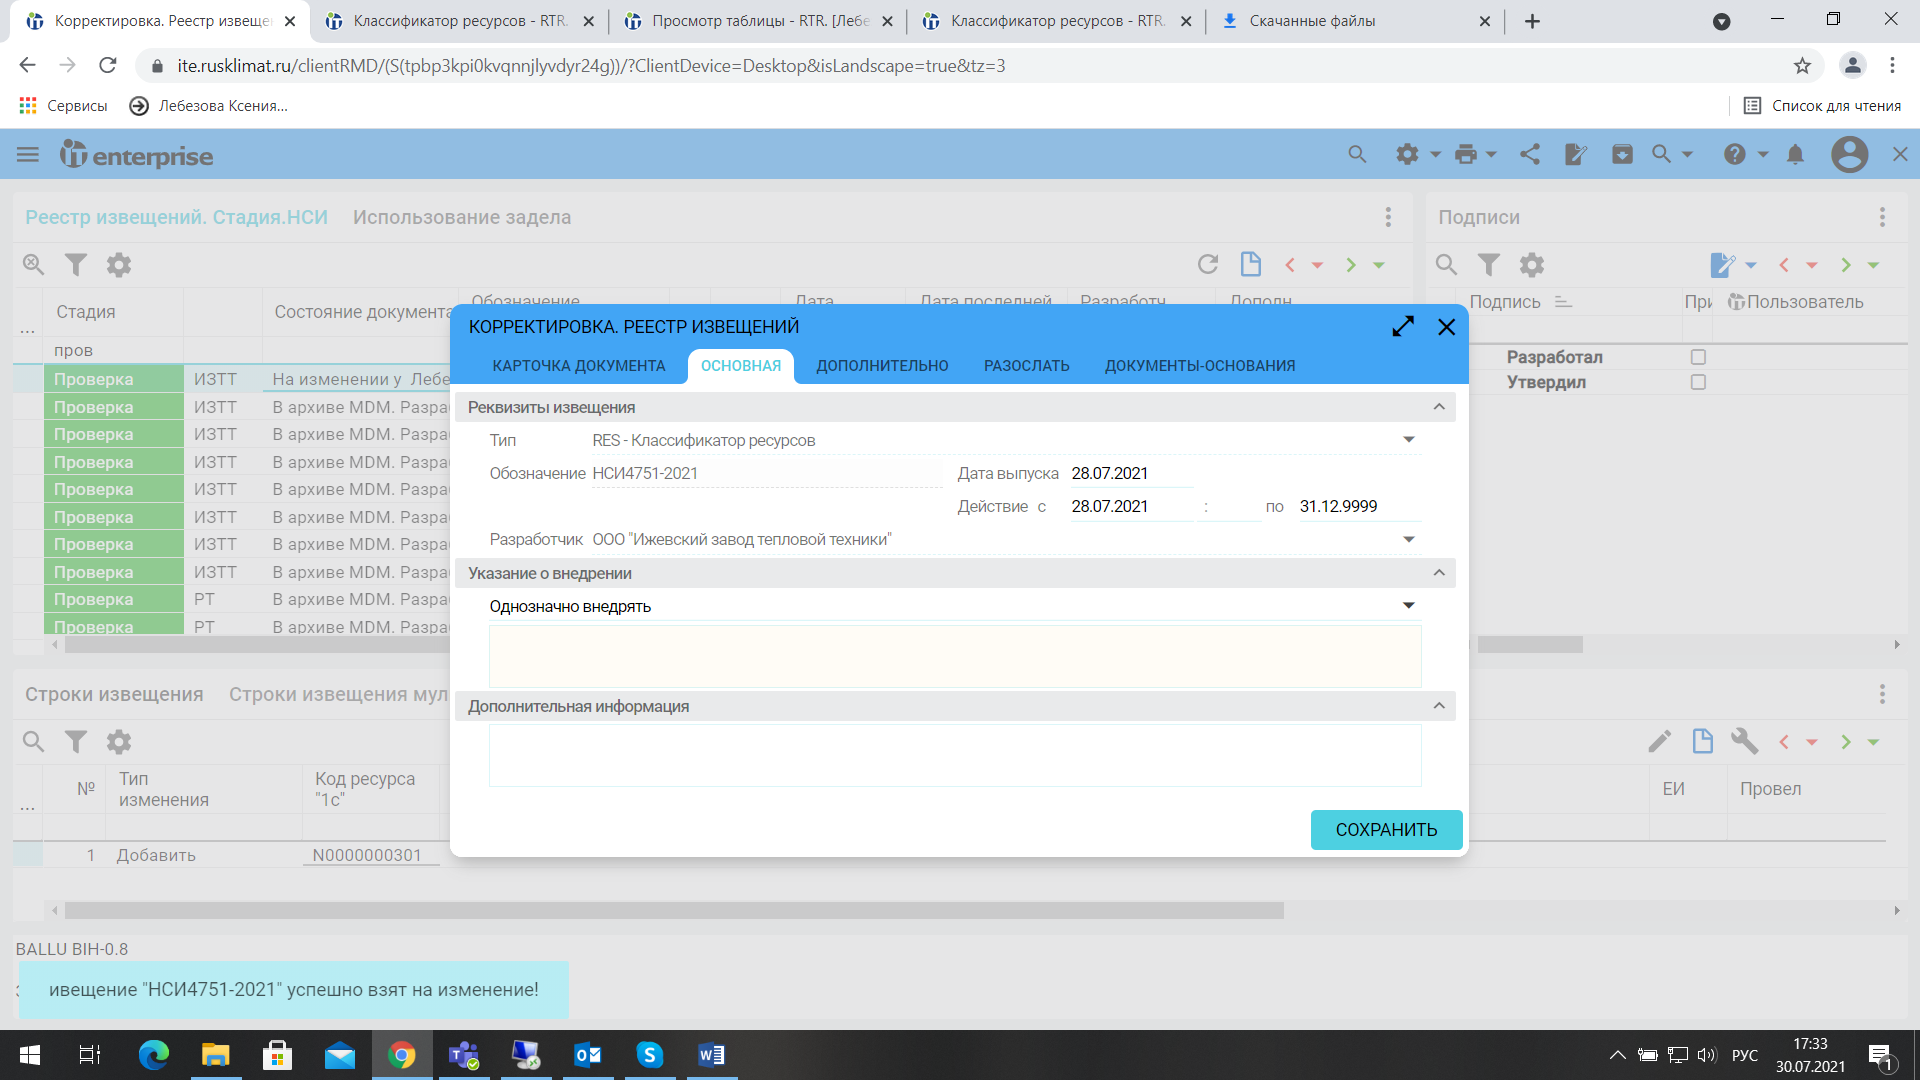 Корректировка. Реестр извеще
Классификатор ресурсов - RTR.
Просмотр таблицы - RTR. [Лебе
Классификатор ресурсов - RTR.
Скачанные файлы
ite.rusklimat.ru/clientRMD/(S(tpbp3kpi0kvqnnjlyvdyr24g))/?ClientDevice=Desktop&isLandscape=true&tz=3
Сервисы
Лебезова Ксения...
Список для чтения
it enterprise
Реестр извещений. Стадия.НСИ
Использование задела
Подписи
Стадия
Состояние документа
Обозначение
Дата
Дата последней
Разработч
Дополн
Подпись
При
Пользователь
...
пров
Разработал
Утвердил
Проверка ИЗТТ На изменении у Лебе
Проверка ИЗТТ В архиве MDM. Разра
Проверка ИЗТТ В архиве MDM. Разра
Проверка ИЗТТ В архиве MDM. Разра
Проверка ИЗТТ В архиве MDM. Разра
Проверка ИЗТТ В архиве MDM. Разра
Проверка ИЗТТ В архиве MDM. Разра
Проверка ИЗТТ В архиве MDM. Разра
Проверка РТ В архиве MDM. Разра
Проверка РТ В архиве MDM. Разра
КОРРЕКТИРОВКА. РЕЕСТР ИЗВЕЩЕНИЙ
КАРТОЧКА ДОКУМЕНТА
ОСНОВНАЯ
ДОПОЛНИТЕЛЬНО
РАЗОСЛАТЬ
ДОКУМЕНТЫ-ОСНОВАНИЯ
Реквизиты извещения
Тип RES - Классификатор ресурсов
Обозначение НСИ4751-2021 Дата выпуска 28.07.2021
Действие с 28.07.2021 : по 31.12.9999
Разработчик ООО "Ижевский завод тепловой техники"
Указание о внедрении
Однозначно внедрять
Дополнительная информация
СОХРАНИТЬ
Строки извещения
Строки извещения мул
...
№
Тип
изменения
Код ресурса
"1с"
ЕИ
Провел
1 Добавить N0000000301
BALLU BIH-0.8
ивещение "НСИ4751-2021" успешно взят на изменение!
РУС
17:33
30.07.2021
1